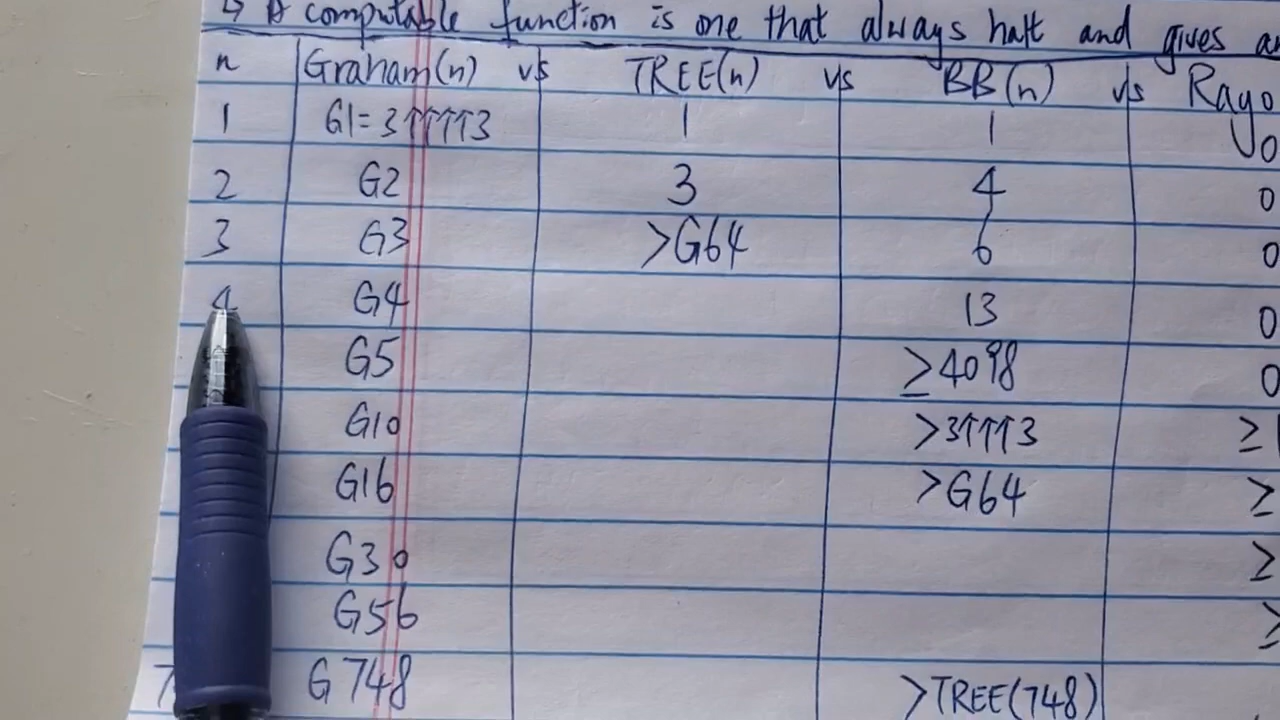 ↳ A computable function is one that always halt and gives
n Graham(n) vs TREE(n) vs BB(n) vs Rayo
1 G1=3↑↑↑↑3 1 1 0
2 G2 3 4 0
3 G3 >G64 6 0
4 G4 13 0
G5 ≥4098 0
G10 >3↑↑↑3 ≥1
G16 >G64 ≥
G30 ≥
G56 ≥
7 G748 >TREE(748)